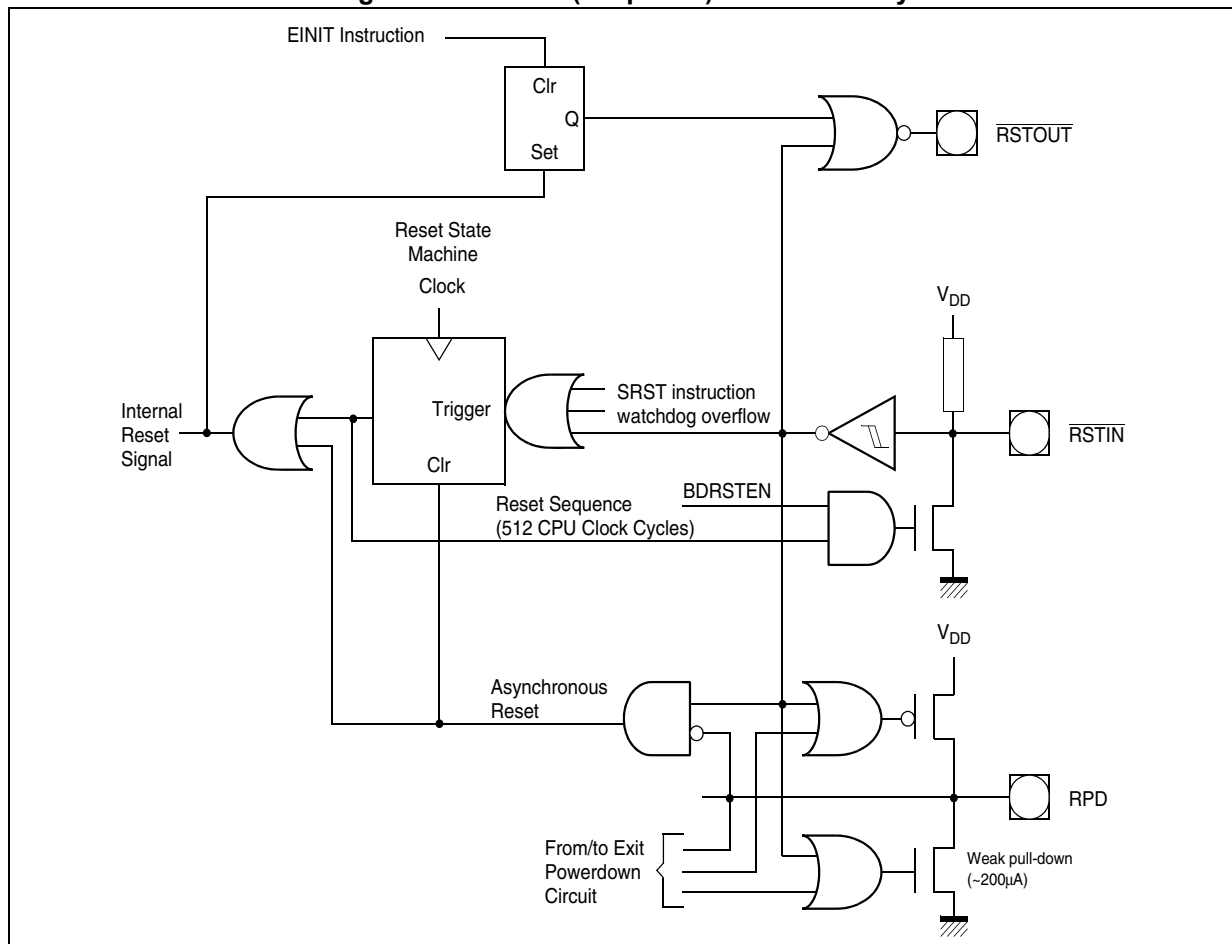 EINIT Instruction
Clr
Q
Set
RSTOUT
Reset State
Machine
Clock
VDD
Trigger
SRST instruction
watchdog overflow
Internal
Reset
Signal
RSTIN
Clr
BDRSTEN
Reset Sequence
(512 CPU Clock Cycles)
VDD
Asynchronous
Reset
RPD
From/to Exit
Powerdown
Circuit
Weak pull-down
(~200µA)